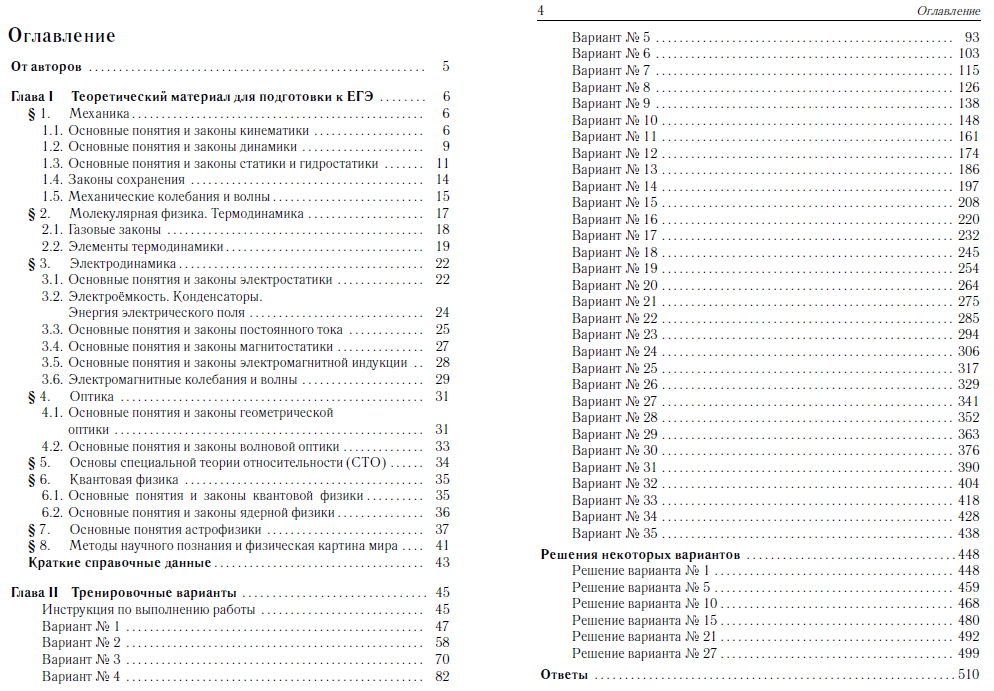 Оглавление
От авторов ........ 5
Глава I Теоретический материал для подготовки к ЕГЭ ........ 6
§ 1. Механика ........ 6
1.1. Основные понятия и законы кинематики ........ 6
1.2. Основные понятия и законы динамики ........ 9
1.3. Основные понятия и законы статики и гидростатики ........ 11
1.4. Законы сохранения ........ 14
1.5. Механические колебания и волны ........ 15
§ 2. Молекулярная физика. Термодинамика ........ 17
2.1. Газовые законы ........ 18
2.2. Элементы термодинамики ........ 19
§ 3. Электродинамика ........ 22
3.1. Основные понятия и законы электростатики ........ 22
3.2. Электроёмкость. Конденсаторы.
Энергия электрического поля ........ 24
3.3. Основные понятия и законы постоянного тока ........ 25
3.4. Основные понятия и законы магнитостатики ........ 27
3.5. Основные понятия и законы электромагнитной индукции .. 28
3.6. Электромагнитные колебания и волны ........ 29
§ 4. Оптика ........ 31
4.1. Основные понятия и законы геометрической
оптики ........ 31
4.2. Основные понятия и законы волновой оптики ........ 33
§ 5. Основы специальной теории относительности (СТО) ........ 34
§ 6. Квантовая физика ........ 35
6.1. Основные понятия и законы квантовой физики ........ 35
6.2. Основные понятия и законы ядерной физики ........ 36
§ 7. Основные понятия астрофизики ........ 37
§ 8. Методы научного познания и физическая картина мира .... 41
Краткие справочные данные ........ 43
Глава II Тренировочные варианты ........ 45
Инструкция по выполнению работы ........ 45
Вариант № 1 ........ 47
Вариант № 2 ........ 58
Вариант № 3 ........ 70
Вариант № 4 ........ 82
4 Оглавление
Вариант № 5 ........ 93
Вариант № 6 ........ 103
Вариант № 7 ........ 115
Вариант № 8 ........ 126
Вариант № 9 ........ 138
Вариант № 10 ........ 148
Вариант № 11 ........ 161
Вариант № 12 ........ 174
Вариант № 13 ........ 186
Вариант № 14 ........ 197
Вариант № 15 ........ 208
Вариант № 16 ........ 220
Вариант № 17 ........ 232
Вариант № 18 ........ 245
Вариант № 19 ........ 254
Вариант № 20 ........ 264
Вариант № 21 ........ 275
Вариант № 22 ........ 285
Вариант № 23 ........ 294
Вариант № 24 ........ 306
Вариант № 25 ........ 317
Вариант № 26 ........ 329
Вариант № 27 ........ 341
Вариант № 28 ........ 352
Вариант № 29 ........ 363
Вариант № 30 ........ 376
Вариант № 31 ........ 390
Вариант № 32 ........ 404
Вариант № 33 ........ 418
Вариант № 34 ........ 428
Вариант № 35 ........ 438
Решения некоторых вариантов ........ 448
Решение варианта № 1 ........ 448
Решение варианта № 5 ........ 459
Решение варианта № 10 ........ 468
Решение варианта № 15 ........ 480
Решение варианта № 21 ........ 492
Решение варианта № 27 ........ 499
Ответы ........ 510